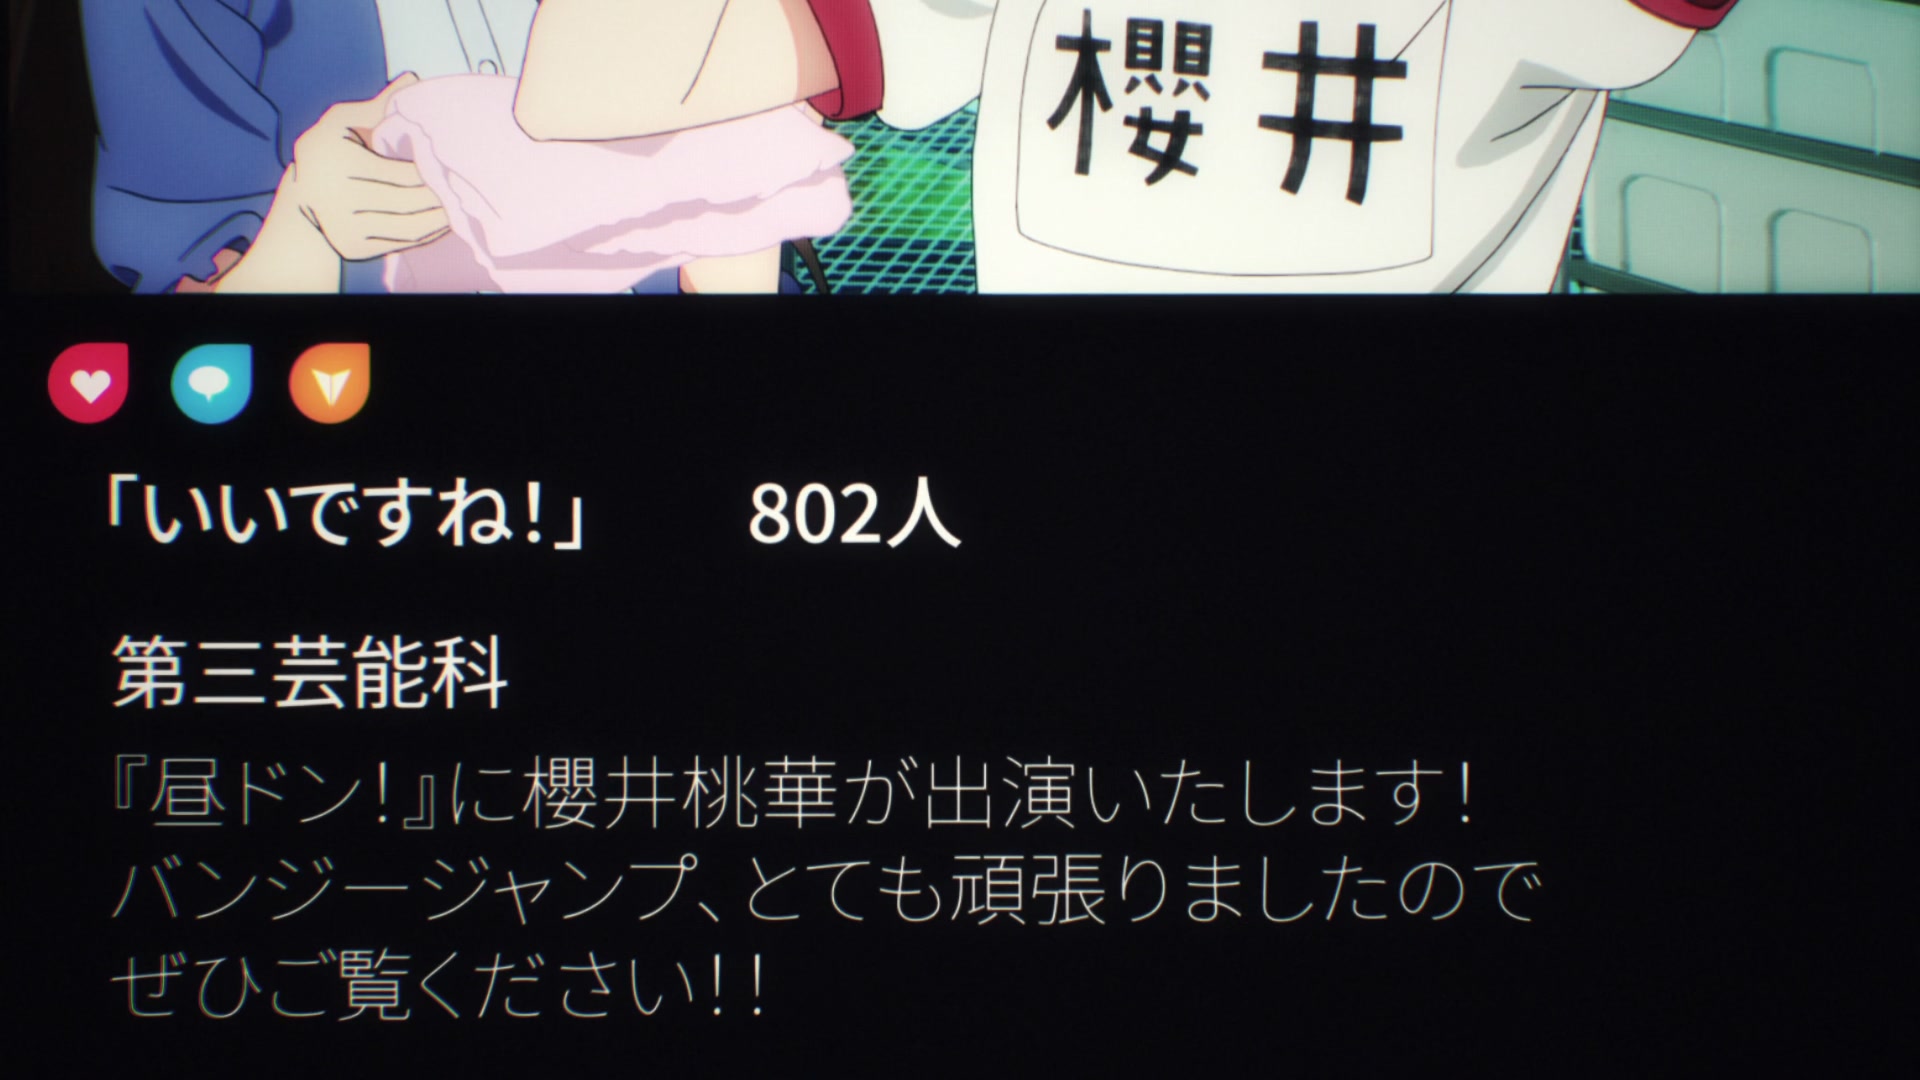 櫻井
「いいですね!」 802人
第三芸能科
『昼ドン!』に櫻井桃華が出演いたします!
バンジージャンプ、とても頑張りましたので
ぜひご覧ください!!